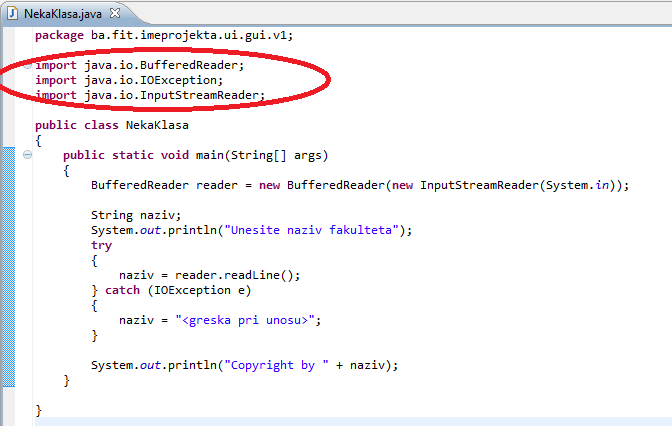 NekaKlasa.java
package ba.fit.imeprojekta.ui.gui.v1;
import java.io.BufferedReader;
import java.io.IOException;
import java.io.InputStreamReader;
public class NekaKlasa
{
public static void main(String[] args)
{
BufferedReader reader = new BufferedReader(new InputStreamReader(System.in));
String naziv;
System.out.println("Unesite naziv fakulteta");
try
{
naziv = reader.readLine();
} catch (IOException e)
{
naziv = "<greska pri unosu>";
}
System.out.println("Copyright by " + naziv);
}
}